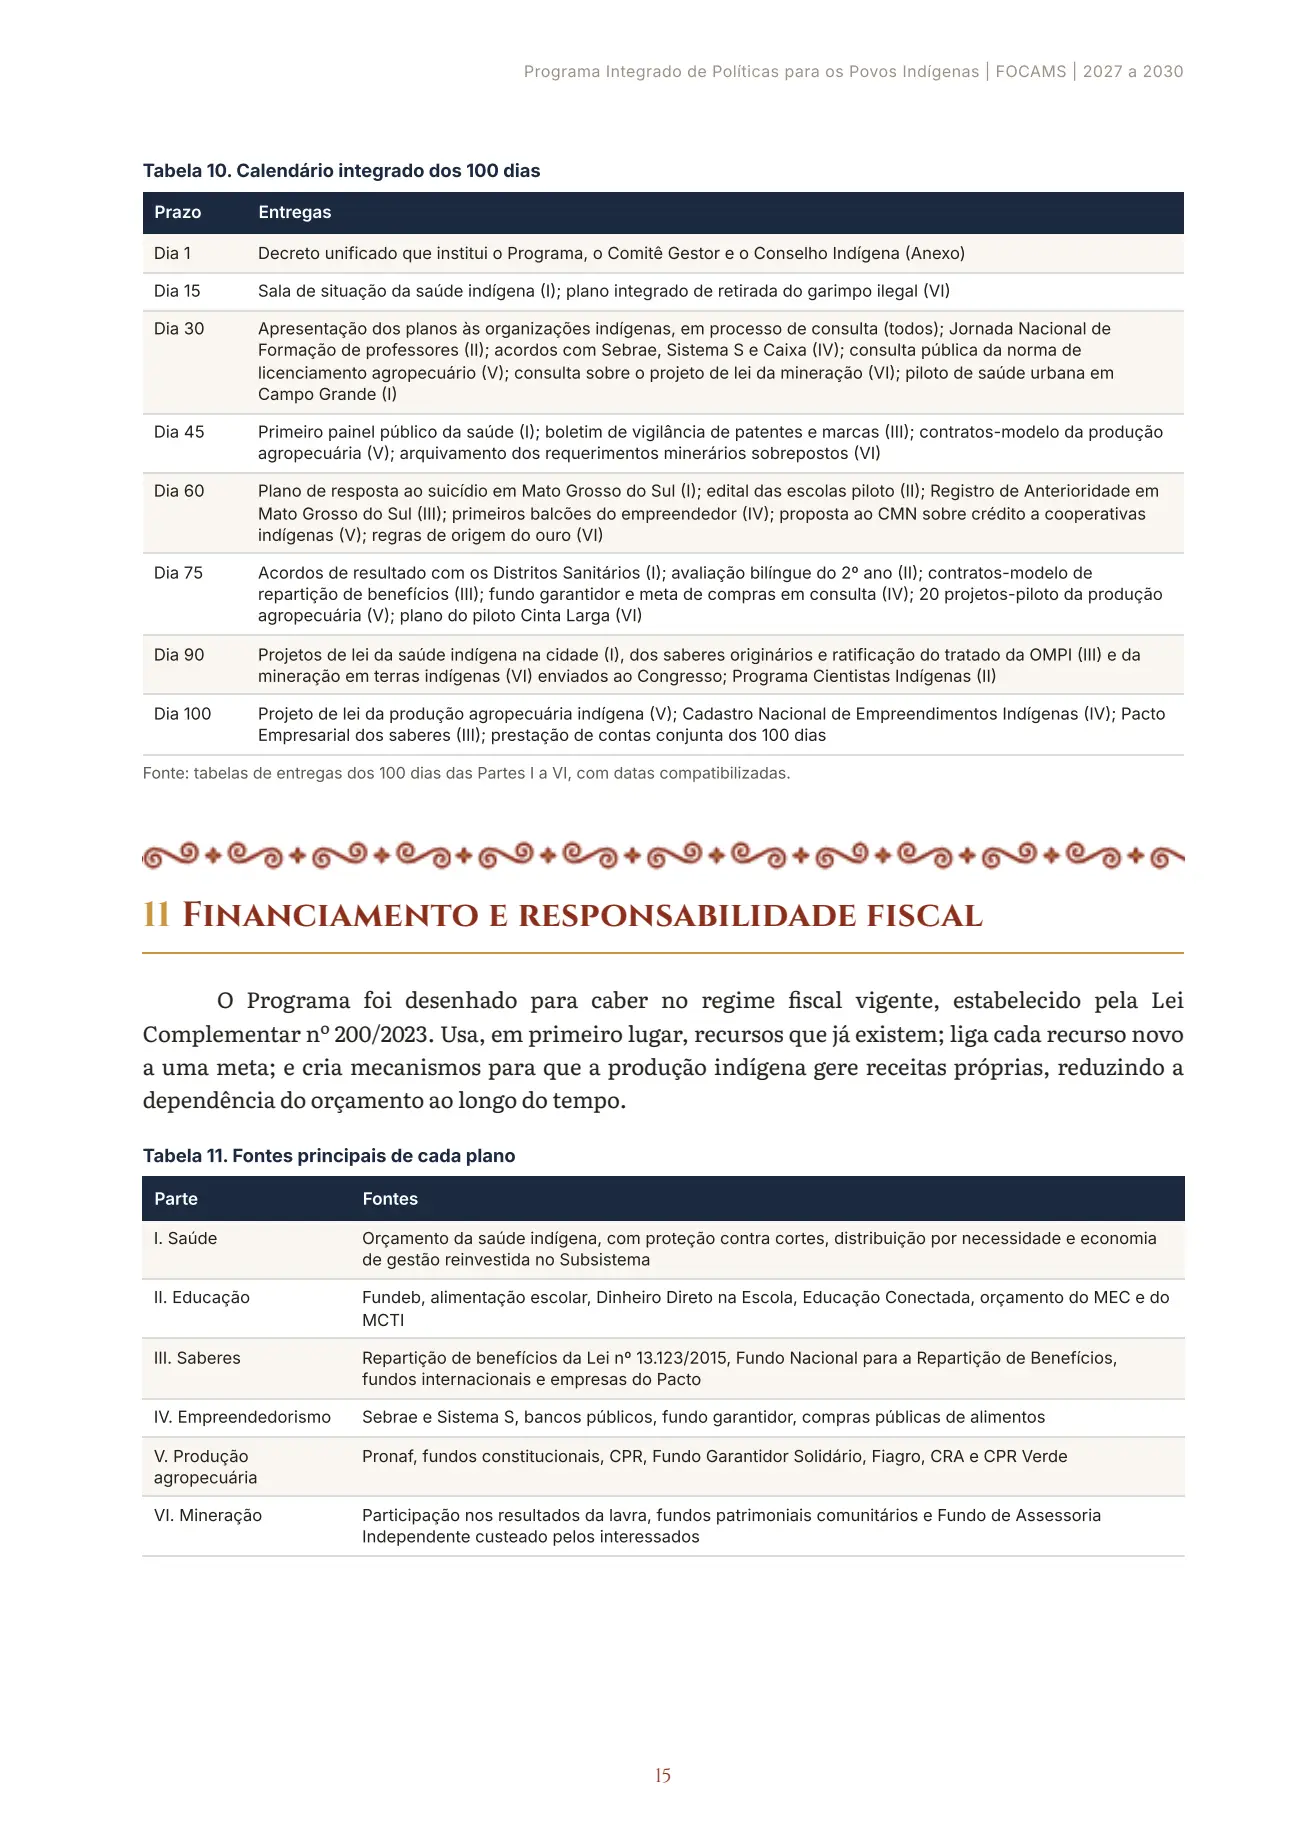 Programa Integrado de Políticas para os Povos Indígenas | FOCAMS | 2027 a 2030
Tabela 10. Calendário integrado dos 100 dias
Prazo Entregas
Dia 1 Decreto unificado que institui o Programa, o Comitê Gestor e o Conselho Indígena (Anexo)
Dia 15 Sala de situação da saúde indígena (I); plano integrado de retirada do garimpo ilegal (VI)
Dia 30 Apresentação dos planos às organizações indígenas, em processo de consulta (todos); Jornada Nacional de
Formação de professores (II); acordos com Sebrae, Sistema S e Caixa (IV); consulta pública da norma de
licenciamento agropecuário (V); consulta sobre o projeto de lei da mineração (VI); piloto de saúde urbana em
Campo Grande (I)
Dia 45 Primeiro painel público da saúde (I); boletim de vigilância de patentes e marcas (III); contratos-modelo da produção
agropecuária (V); arquivamento dos requerimentos minerários sobrepostos (VI)
Dia 60 Plano de resposta ao suicídio em Mato Grosso do Sul (I); edital das escolas piloto (II); Registro de Anterioridade em
Mato Grosso do Sul (III); primeiros balcões do empreendedor (IV); proposta ao CMN sobre crédito a cooperativas
indígenas (V); regras de origem do ouro (VI)
Dia 75 Acordos de resultado com os Distritos Sanitários (I); avaliação bilíngue do 2º ano (II); contratos-modelo de
repartição de benefícios (III); fundo garantidor e meta de compras em consulta (IV); 20 projetos-piloto da produção
agropecuária (V); plano do piloto Cinta Larga (VI)
Dia 90 Projetos de lei da saúde indígena na cidade (I), dos saberes originários e ratificação do tratado da OMPI (III) e da
mineração em terras indígenas (VI) enviados ao Congresso; Programa Cientistas Indígenas (II)
Dia 100 Projeto de lei da produção agropecuária indígena (V); Cadastro Nacional de Empreendimentos Indígenas (IV); Pacto
Empresarial dos saberes (III); prestação de contas conjunta dos 100 dias
Fonte: tabelas de entregas dos 100 dias das Partes I a VI, com datas compatibilizadas.
11 Financiamento e responsabilidade fiscal
O Programa foi desenhado para caber no regime fiscal vigente, estabelecido pela Lei
Complementar nº 200/2023. Usa, em primeiro lugar, recursos que já existem; liga cada recurso novo
a uma meta; e cria mecanismos para que a produção indígena gere receitas próprias, reduzindo a
dependência do orçamento ao longo do tempo.
Tabela 11. Fontes principais de cada plano
Parte Fontes
I. Saúde Orçamento da saúde indígena, com proteção contra cortes, distribuição por necessidade e economia
de gestão reinvestida no Subsistema
II. Educação Fundeb, alimentação escolar, Dinheiro Direto na Escola, Educação Conectada, orçamento do MEC e do
MCTI
III. Saberes Repartição de benefícios da Lei nº 13.123/2015, Fundo Nacional para a Repartição de Benefícios,
fundos internacionais e empresas do Pacto
IV. Empreendedorismo Sebrae e Sistema S, bancos públicos, fundo garantidor, compras públicas de alimentos
V. Produção Pronaf, fundos constitucionais, CPR, Fundo Garantidor Solidário, Fiagro, CRA e CPR Verde
agropecuária
VI. Mineração Participação nos resultados da lavra, fundos patrimoniais comunitários e Fundo de Assessoria
Independente custeado pelos interessados
15